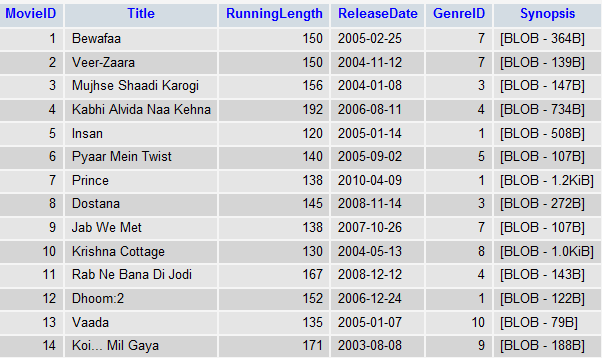 MovieID Title RunningLength ReleaseDate GenreID Synopsis
1 Bewafaa 150 2005-02-25 7 [BLOB - 364B]
2 Veer-Zaara 150 2004-11-12 7 [BLOB - 139B]
3 Mujhse Shaadi Karogi 156 2004-01-08 3 [BLOB - 147B]
4 Kabhi Alvida Naa Kehna 192 2006-08-11 4 [BLOB - 734B]
5 Insan 120 2005-01-14 1 [BLOB - 508B]
6 Pyaar Mein Twist 140 2005-09-02 5 [BLOB - 107B]
7 Prince 138 2010-04-09 1 [BLOB - 1.2KiB]
8 Dostana 145 2008-11-14 3 [BLOB - 272B]
9 Jab We Met 138 2007-10-26 7 [BLOB - 107B]
10 Krishna Cottage 130 2004-05-13 8 [BLOB - 1.0KiB]
11 Rab Ne Bana Di Jodi 167 2008-12-12 4 [BLOB - 143B]
12 Dhoom:2 152 2006-12-24 1 [BLOB - 122B]
13 Vaada 135 2005-01-07 10 [BLOB - 79B]
14 Koi... Mil Gaya 171 2003-08-08 9 [BLOB - 188B]